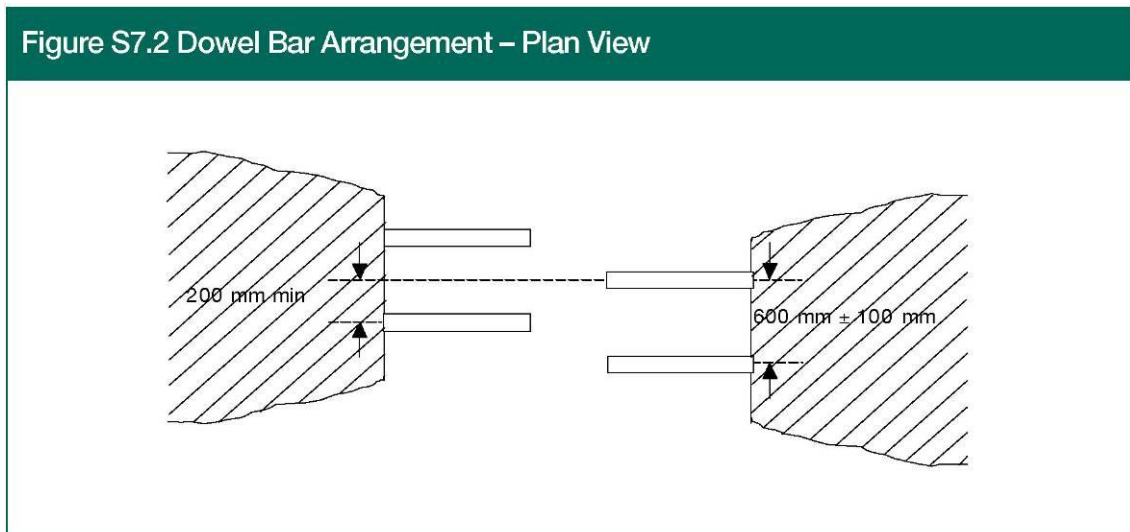 Figure S7.2 Dowel Bar Arrangement – Plan View
200 mm min
600 mm ± 100 mm